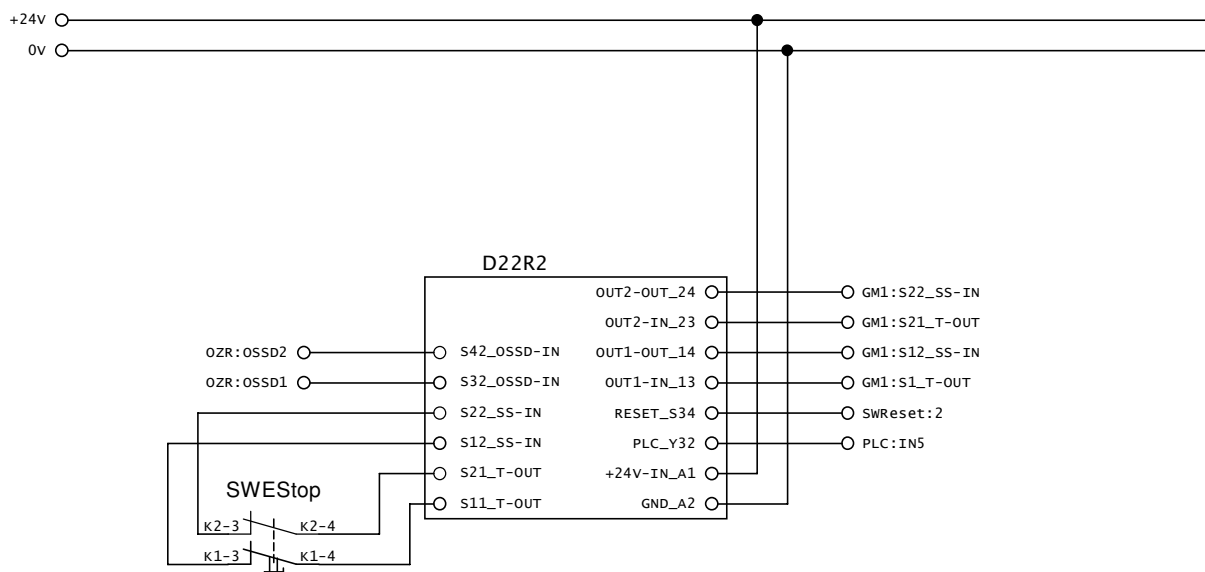 +24V
0V
D22R2
OUT2-OUT_24
GM1:S22_SS-IN
OUT2-IN_23
GM1:S21_T-OUT
OZR:OSSD2
S42_OSSD-IN
OUT1-OUT_14
GM1:S12_SS-IN
OZR:OSSD1
S32_OSSD-IN
OUT1-IN_13
GM1:S1_T-OUT
S22_SS-IN
RESET_S34
SWReset:2
S12_SS-IN
PLC_Y32
PLC:IN5
S21_T-OUT
+24V-IN_A1
SWEStop
S11_T-OUT
GND_A2
K2-3
K2-4
K1-3
K1-4